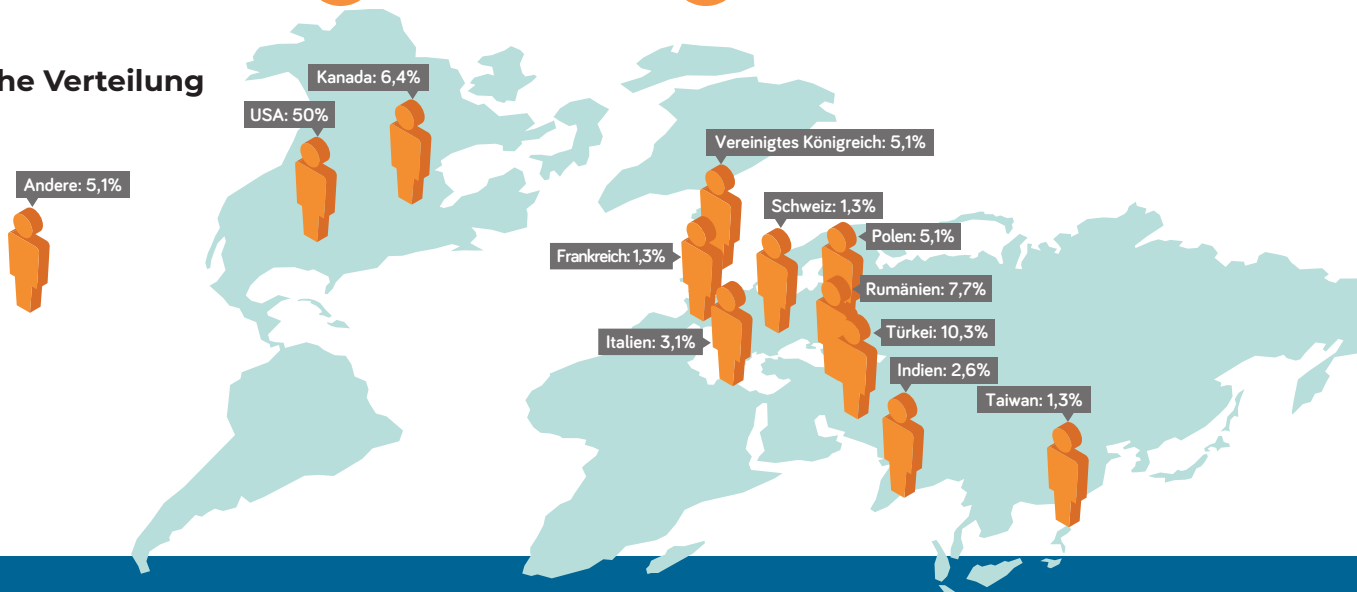 he Verteilung
Kanada: 6,4%
USA: 50%
Vereinigtes Königreich: 5,1%
Andere: 5,1%
Schweiz: 1,3%
Polen: 5,1%
Frankreich: 1,3%
Rumänien: 7,7%
Türkei: 10,3%
Italien: 3,1%
Indien: 2,6%
Taiwan: 1,3%